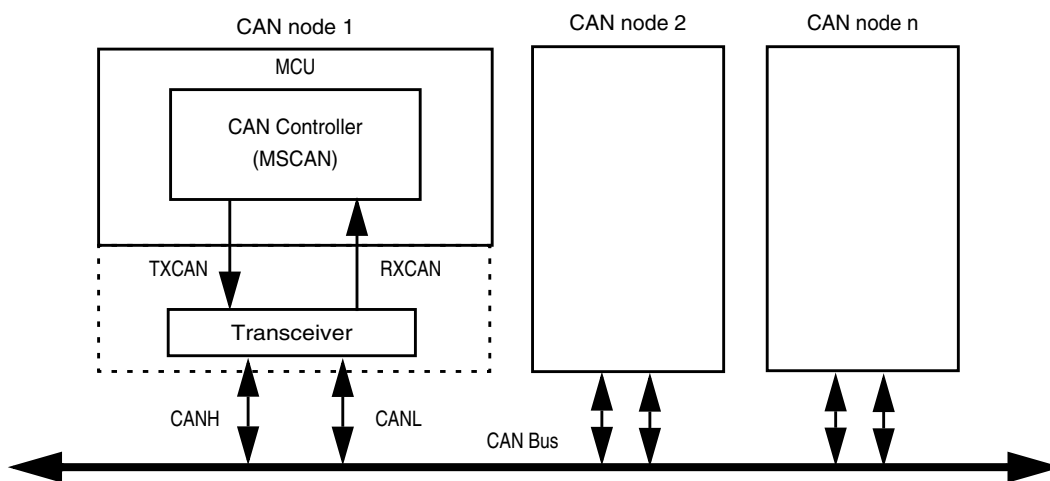 CAN node 1
CAN node 2
CAN node n
MCU
CAN Controller
(MSCAN)
TXCAN
RXCAN
Transceiver
CANH
CANL
CAN Bus